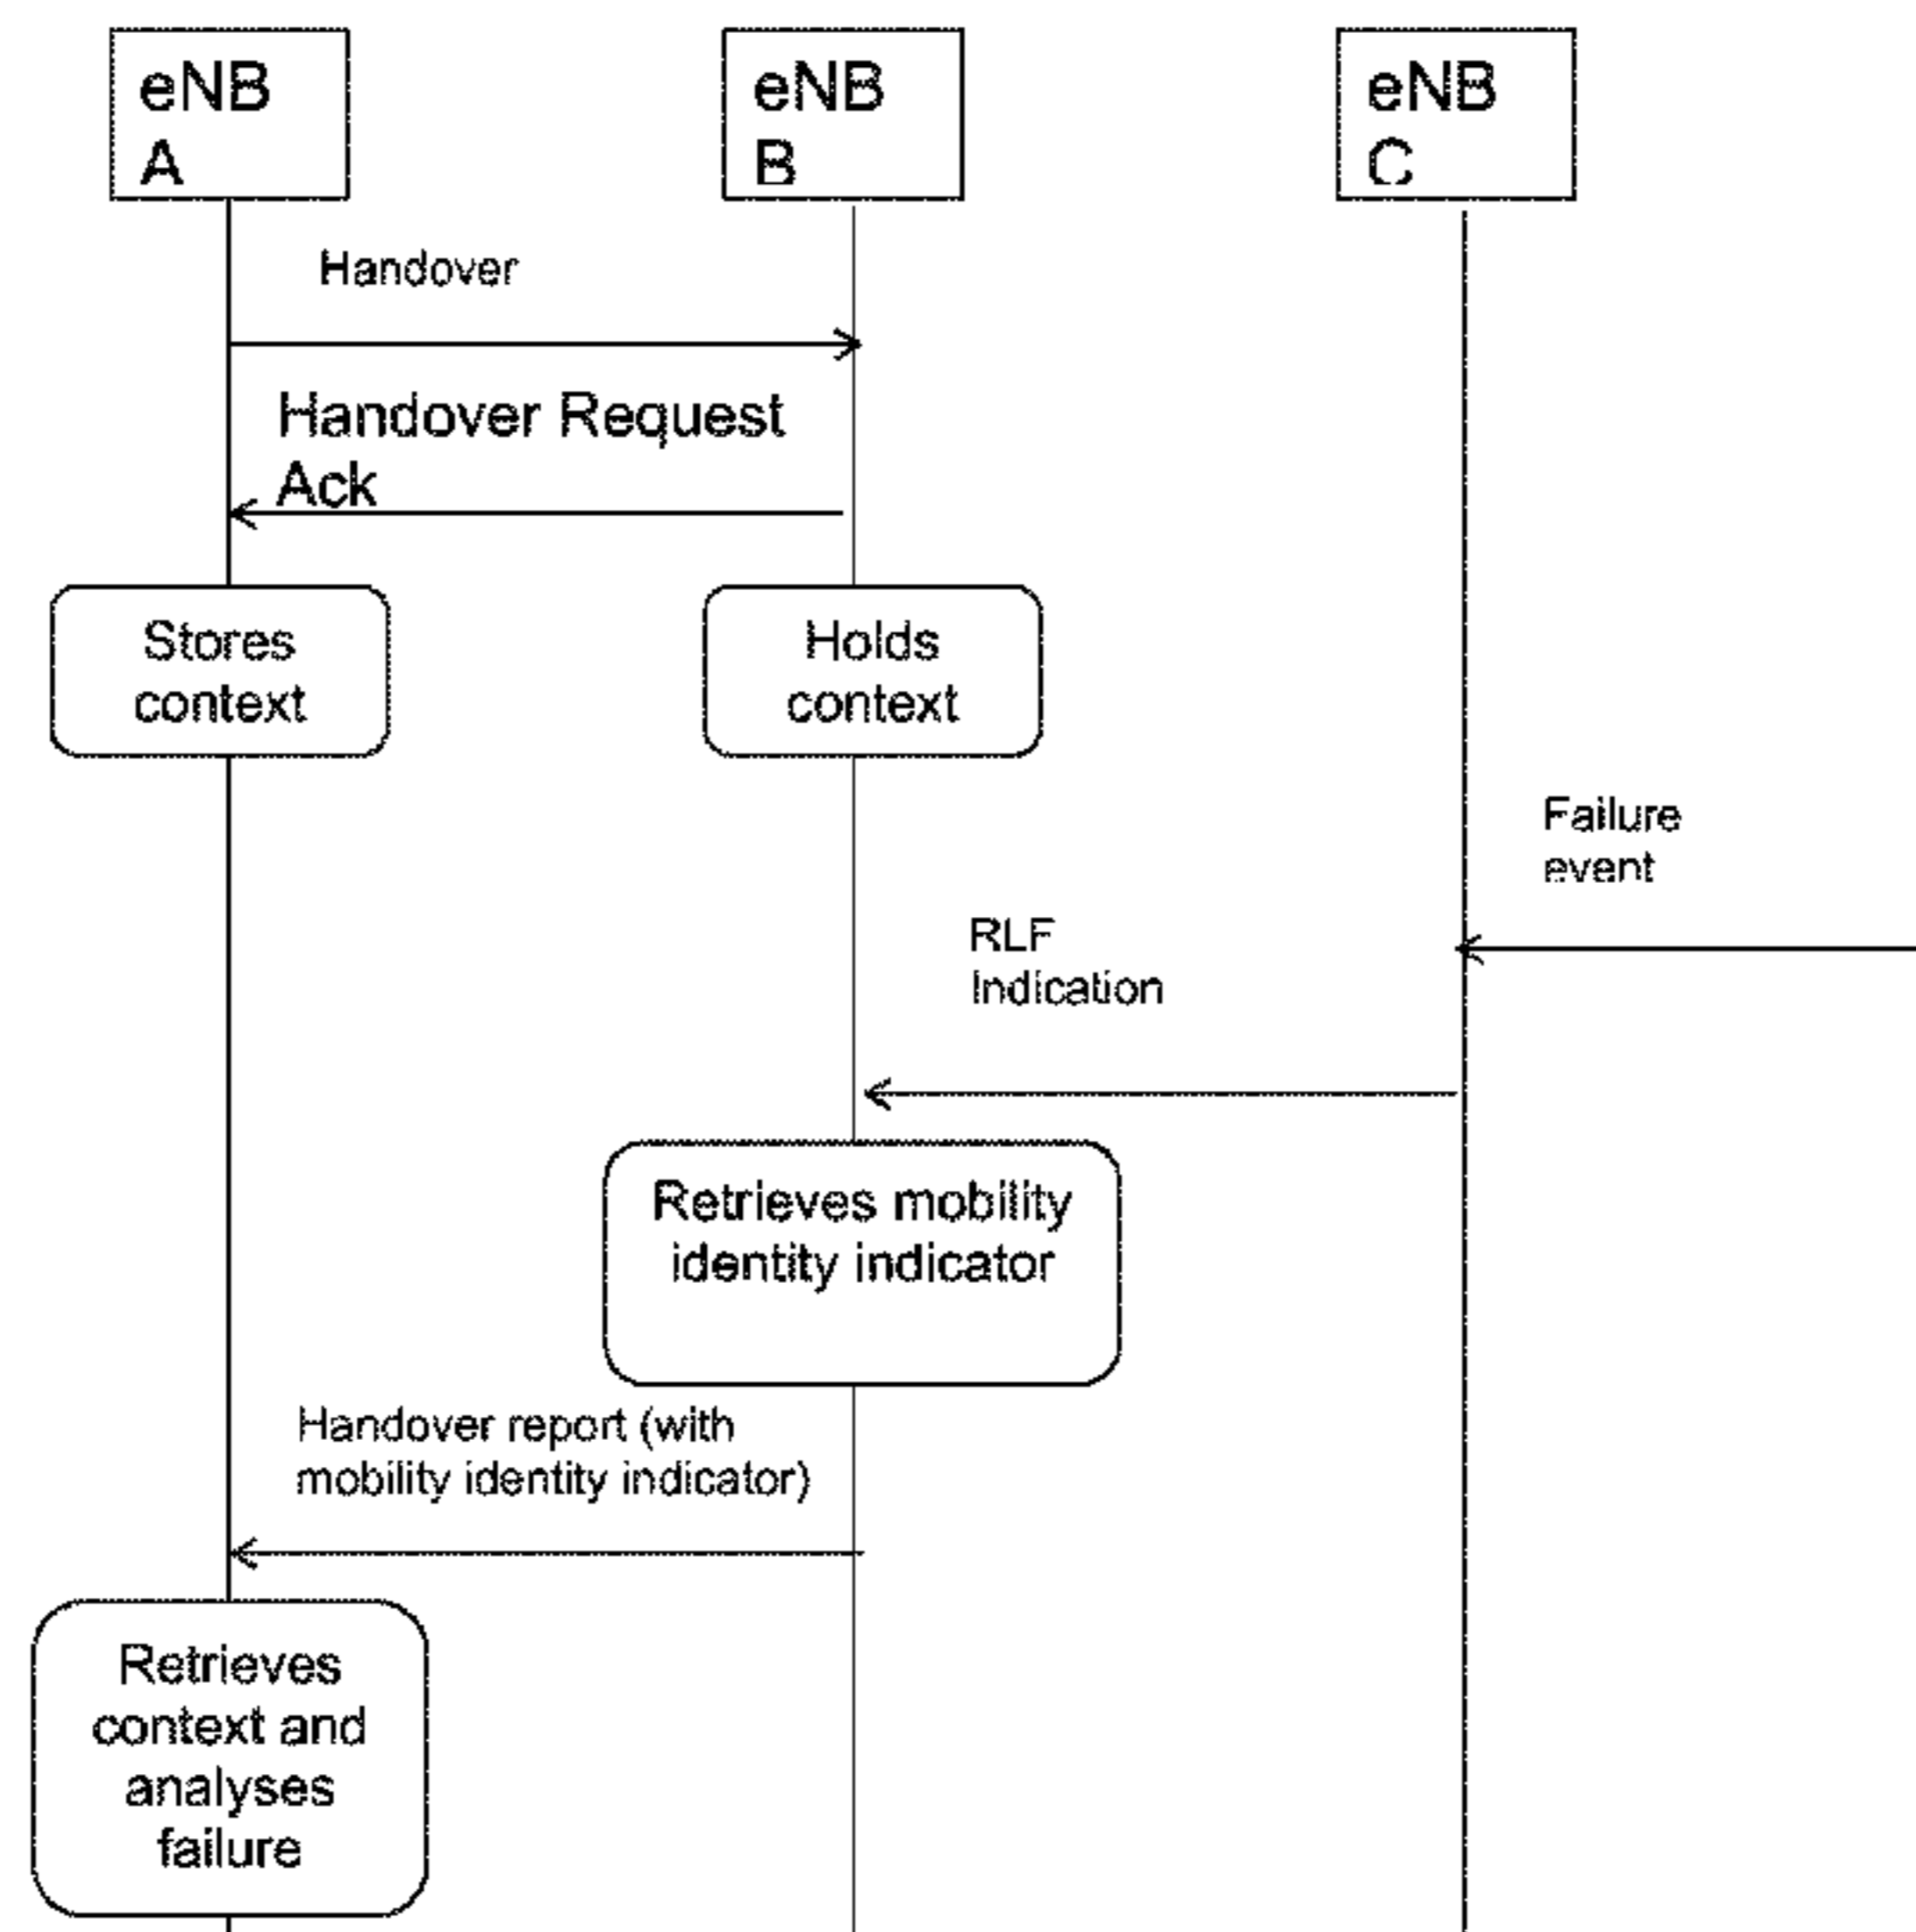 eNB
A
eNB
B
eNB
C
Handover
Handover Request
Ack
Stores
context
Holds
context
Failure
event
RLF
Indication
Retrieves mobility
identity indicator
Handover report (with
mobility identity indicator)
Retrieves
context and
analyses
failure